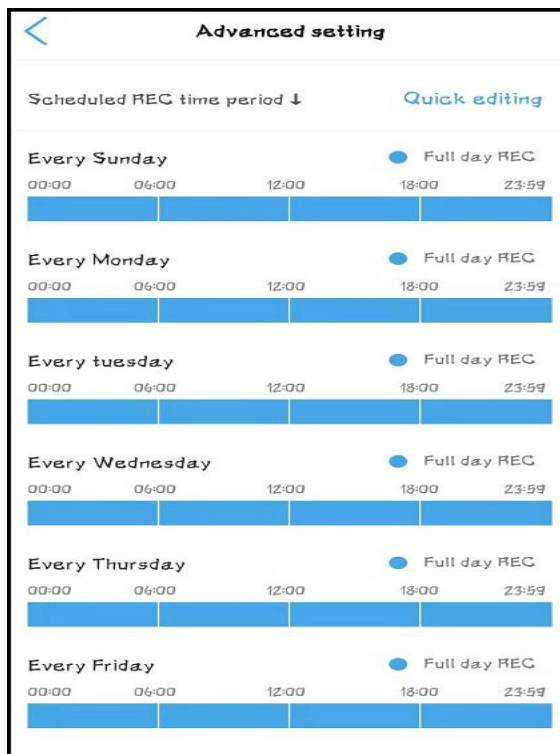 Advanced setting
Scheduled REC time period ↓ Quick editing
Every Sunday Full day REC
00:00 06:00 12:00 18:00 23:59
Every Monday Full day REC
00:00 06:00 12:00 18:00 23:59
Every tuesday Full day REC
00:00 06:00 12:00 18:00 23:59
Every Wednesday Full day REC
00:00 06:00 12:00 18:00 23:59
Every Thursday Full day REC
00:00 06:00 12:00 18:00 23:59
Every Friday Full day REC
00:00 06:00 12:00 18:00 23:59